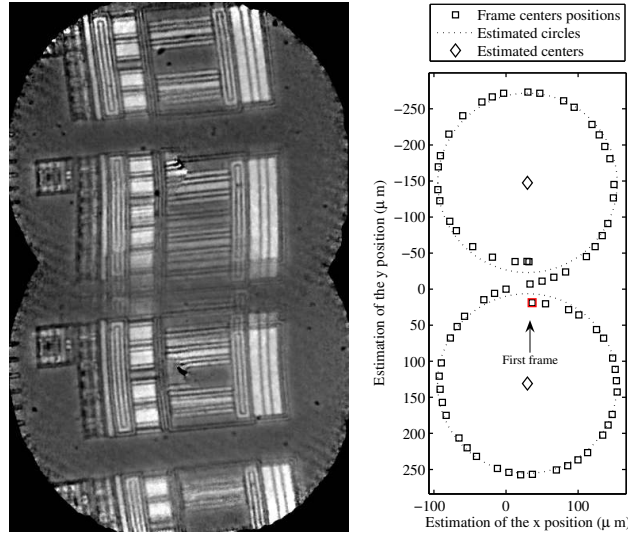 Frame centers positions
Estimated circles
Estimated centers
Estimation of the y position (μ m)
−250
−200
−150
−100
−50
0
50
100
150
200
250
First frame
−100
0
100
Estimation of the x position (μ m)